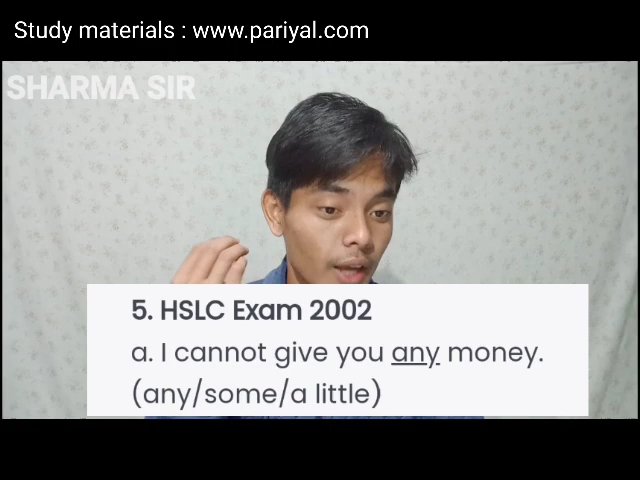 Study materials : www.pariyal.com
SHARMA SIR
5. HSLC Exam 2002
a. I cannot give you any money.
(any/some/a little)